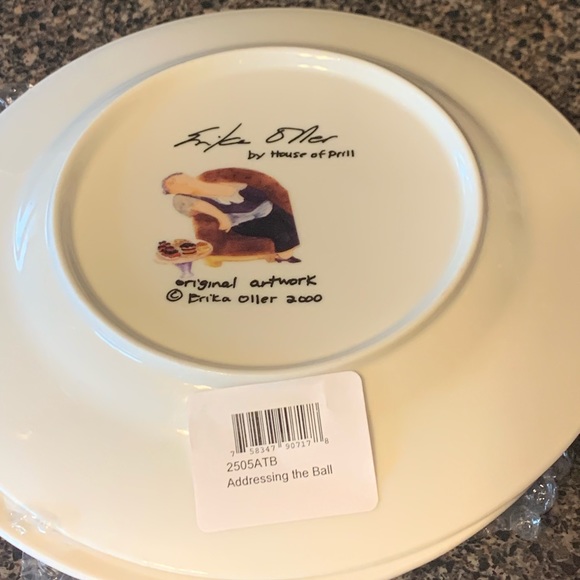 Erika Oller
by House of Prill
original artwork
© Erika Oller 2000
7 58347 90717 8
2505ATB
Addressing the Ball